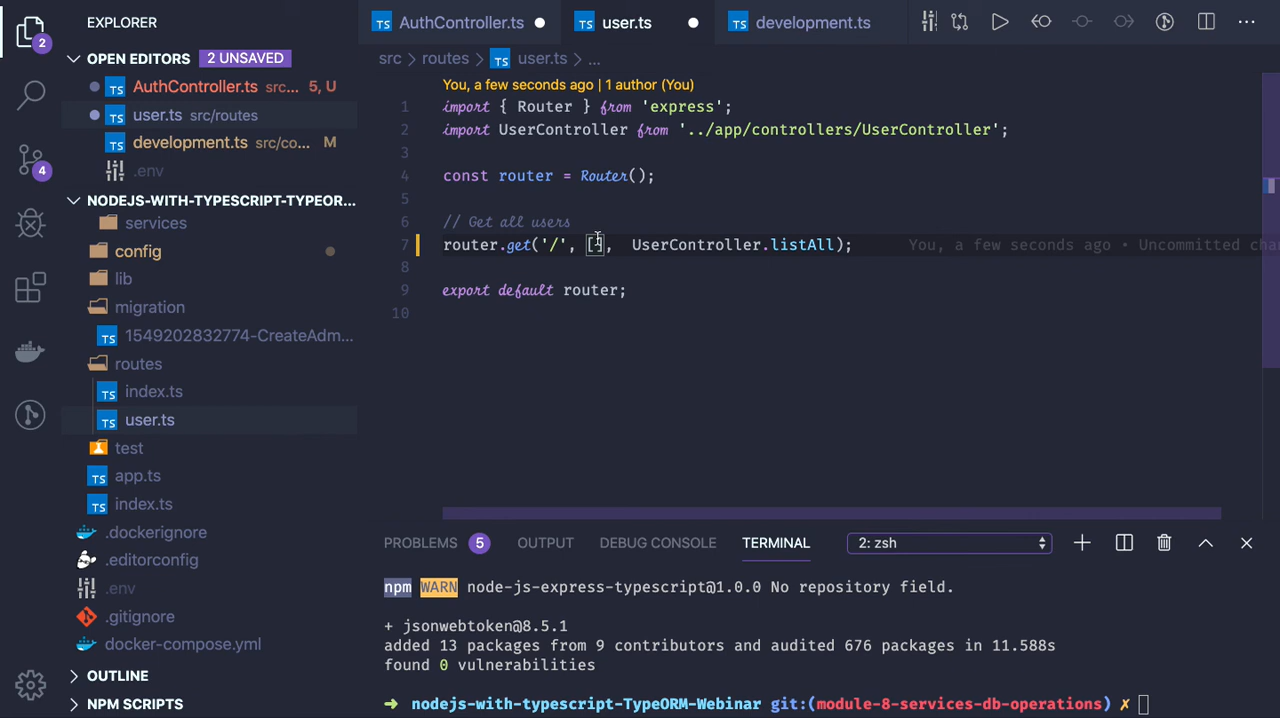 EXPLORER
OPEN EDITORS 2 UNSAVED
AuthController.ts src... 5, U
user.ts src/routes
development.ts src/co... M
.env
NODEJS-WITH-TYPESCRIPT-TYPEOR...
services
config
lib
migration
1549202832774-CreateAdm...
routes
index.ts
user.ts
test
app.ts
index.ts
.dockerignore
.editorconfig
.env
.gitignore
docker-compose.yml
OUTLINE
NPM SCRIPTS
2
4
AuthController.ts
user.ts
development.ts
src > routes > user.ts > ...
You, a few seconds ago | 1 author (You)
1 import { Router } from 'express';
2 import UserController from '../app/controllers/UserController';
3
4 const router = Router();
5
6 // Get all users
7 router.get('/', [], UserController.listAll); You, a few seconds ago • Uncommitted cha
8
9 export default router;
10
PROBLEMS 5 OUTPUT DEBUG CONSOLE TERMINAL 2: zsh
npm WARN node-js-express-typescript@1.0.0 No repository field.
+ jsonwebtoken@8.5.1
added 13 packages from 9 contributors and audited 676 packages in 11.588s
found 0 vulnerabilities
→ nodejs-with-typescript-TypeORM-Webinar git:(module-8-services-db-operations) ✗